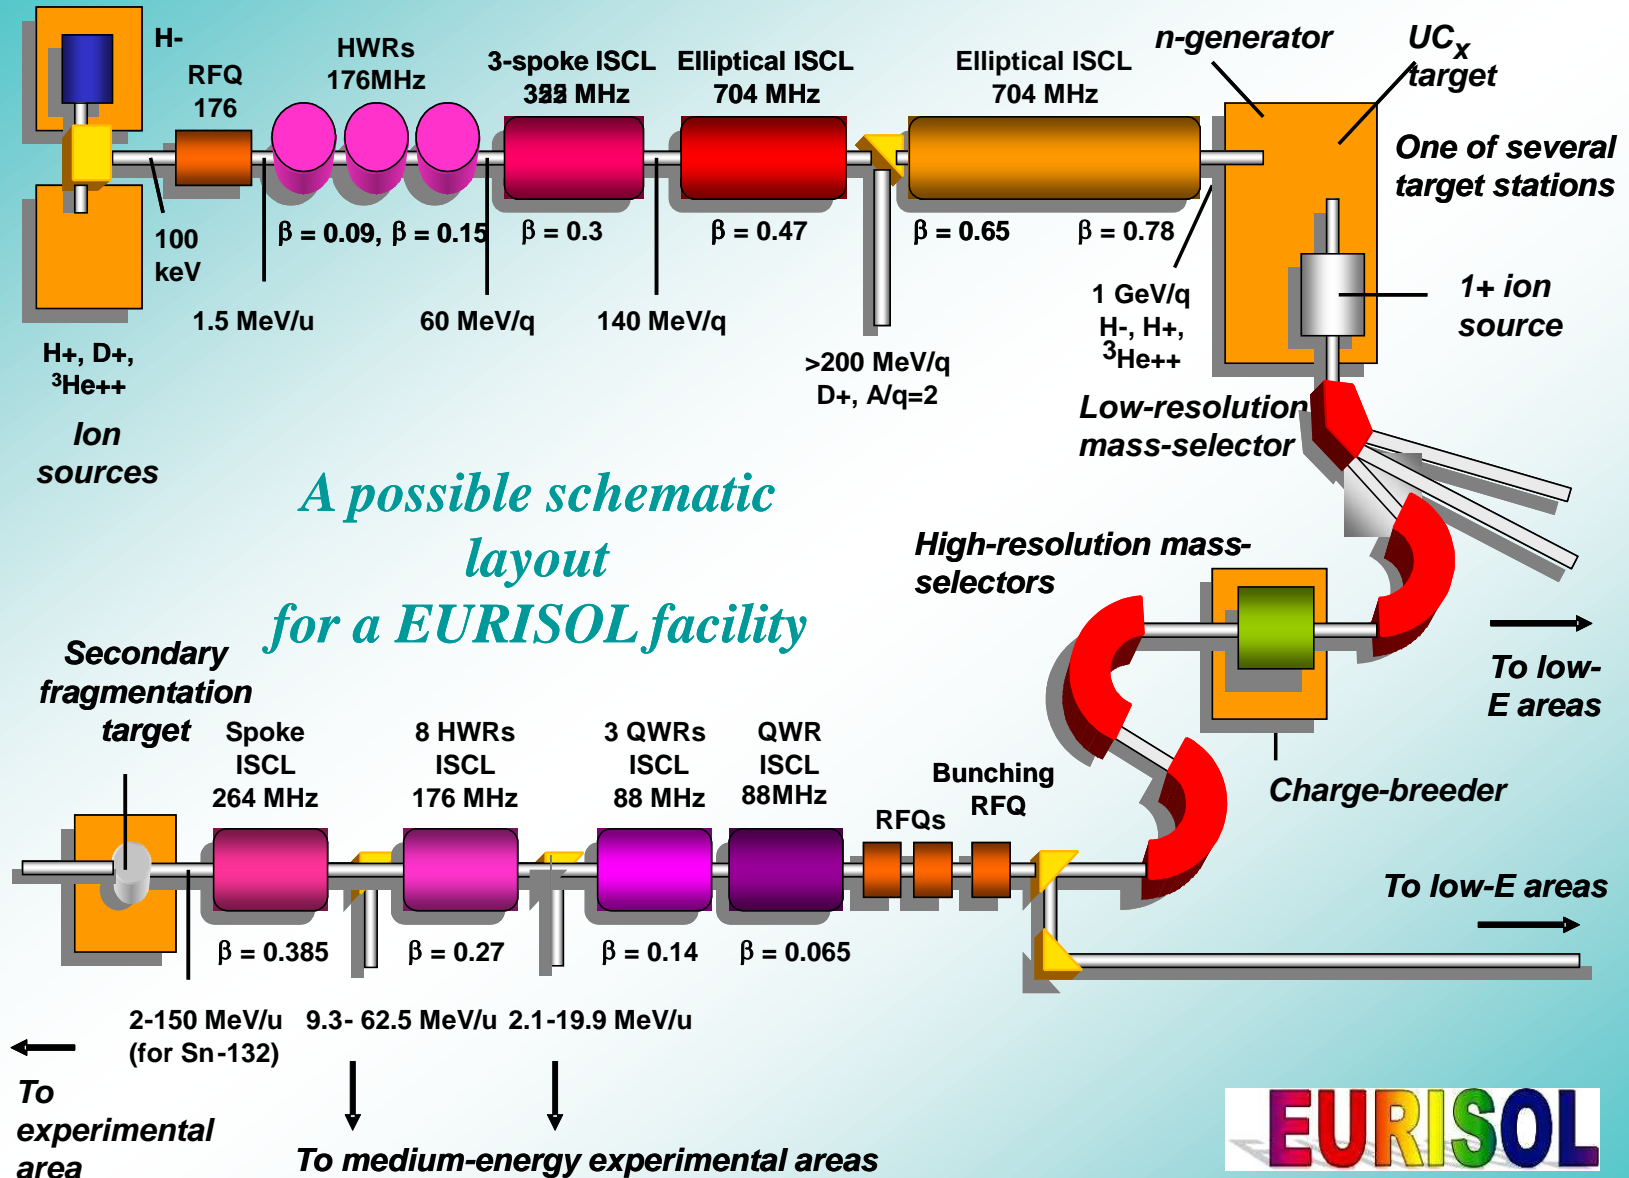 H-
RFQ
176
HWRs
176MHz
3-spoke ISCL
MHz
Elliptical ISCL
704 MHz
Elliptical ISCL
704 MHz
n-generator
UCx
target
One of several
target stations
100
keV
β = 0.09, β = 0.15
β = 0.3
β = 0.47
β = 0.65
β = 0.78
1.5 MeV/u
60 MeV/q
140 MeV/q
>200 MeV/q
D+, A/q=2
1 GeV/q
H-, H+,
3He++
1+ ion
source
H+, D+,
3He++
Ion
sources
Low-resolution
mass-selector
A possible schematic
layout
for a EURISOL facility
High-resolution mass-
selectors
To low-
E areas
Charge-breeder
Secondary
fragmentation
target
Spoke
ISCL
264 MHz
8 HWRs
ISCL
176 MHz
3 QWRs
ISCL
88 MHz
QWR
ISCL
88MHz
RFQs
Bunching
RFQ
To low-E areas
β = 0.385
β = 0.27
β = 0.14
β = 0.065
2-150 MeV/u
(for Sn-132)
9.3- 62.5 MeV/u
2.1-19.9 MeV/u
To
experimental
area
To medium-energy experimental areas
EURISOL